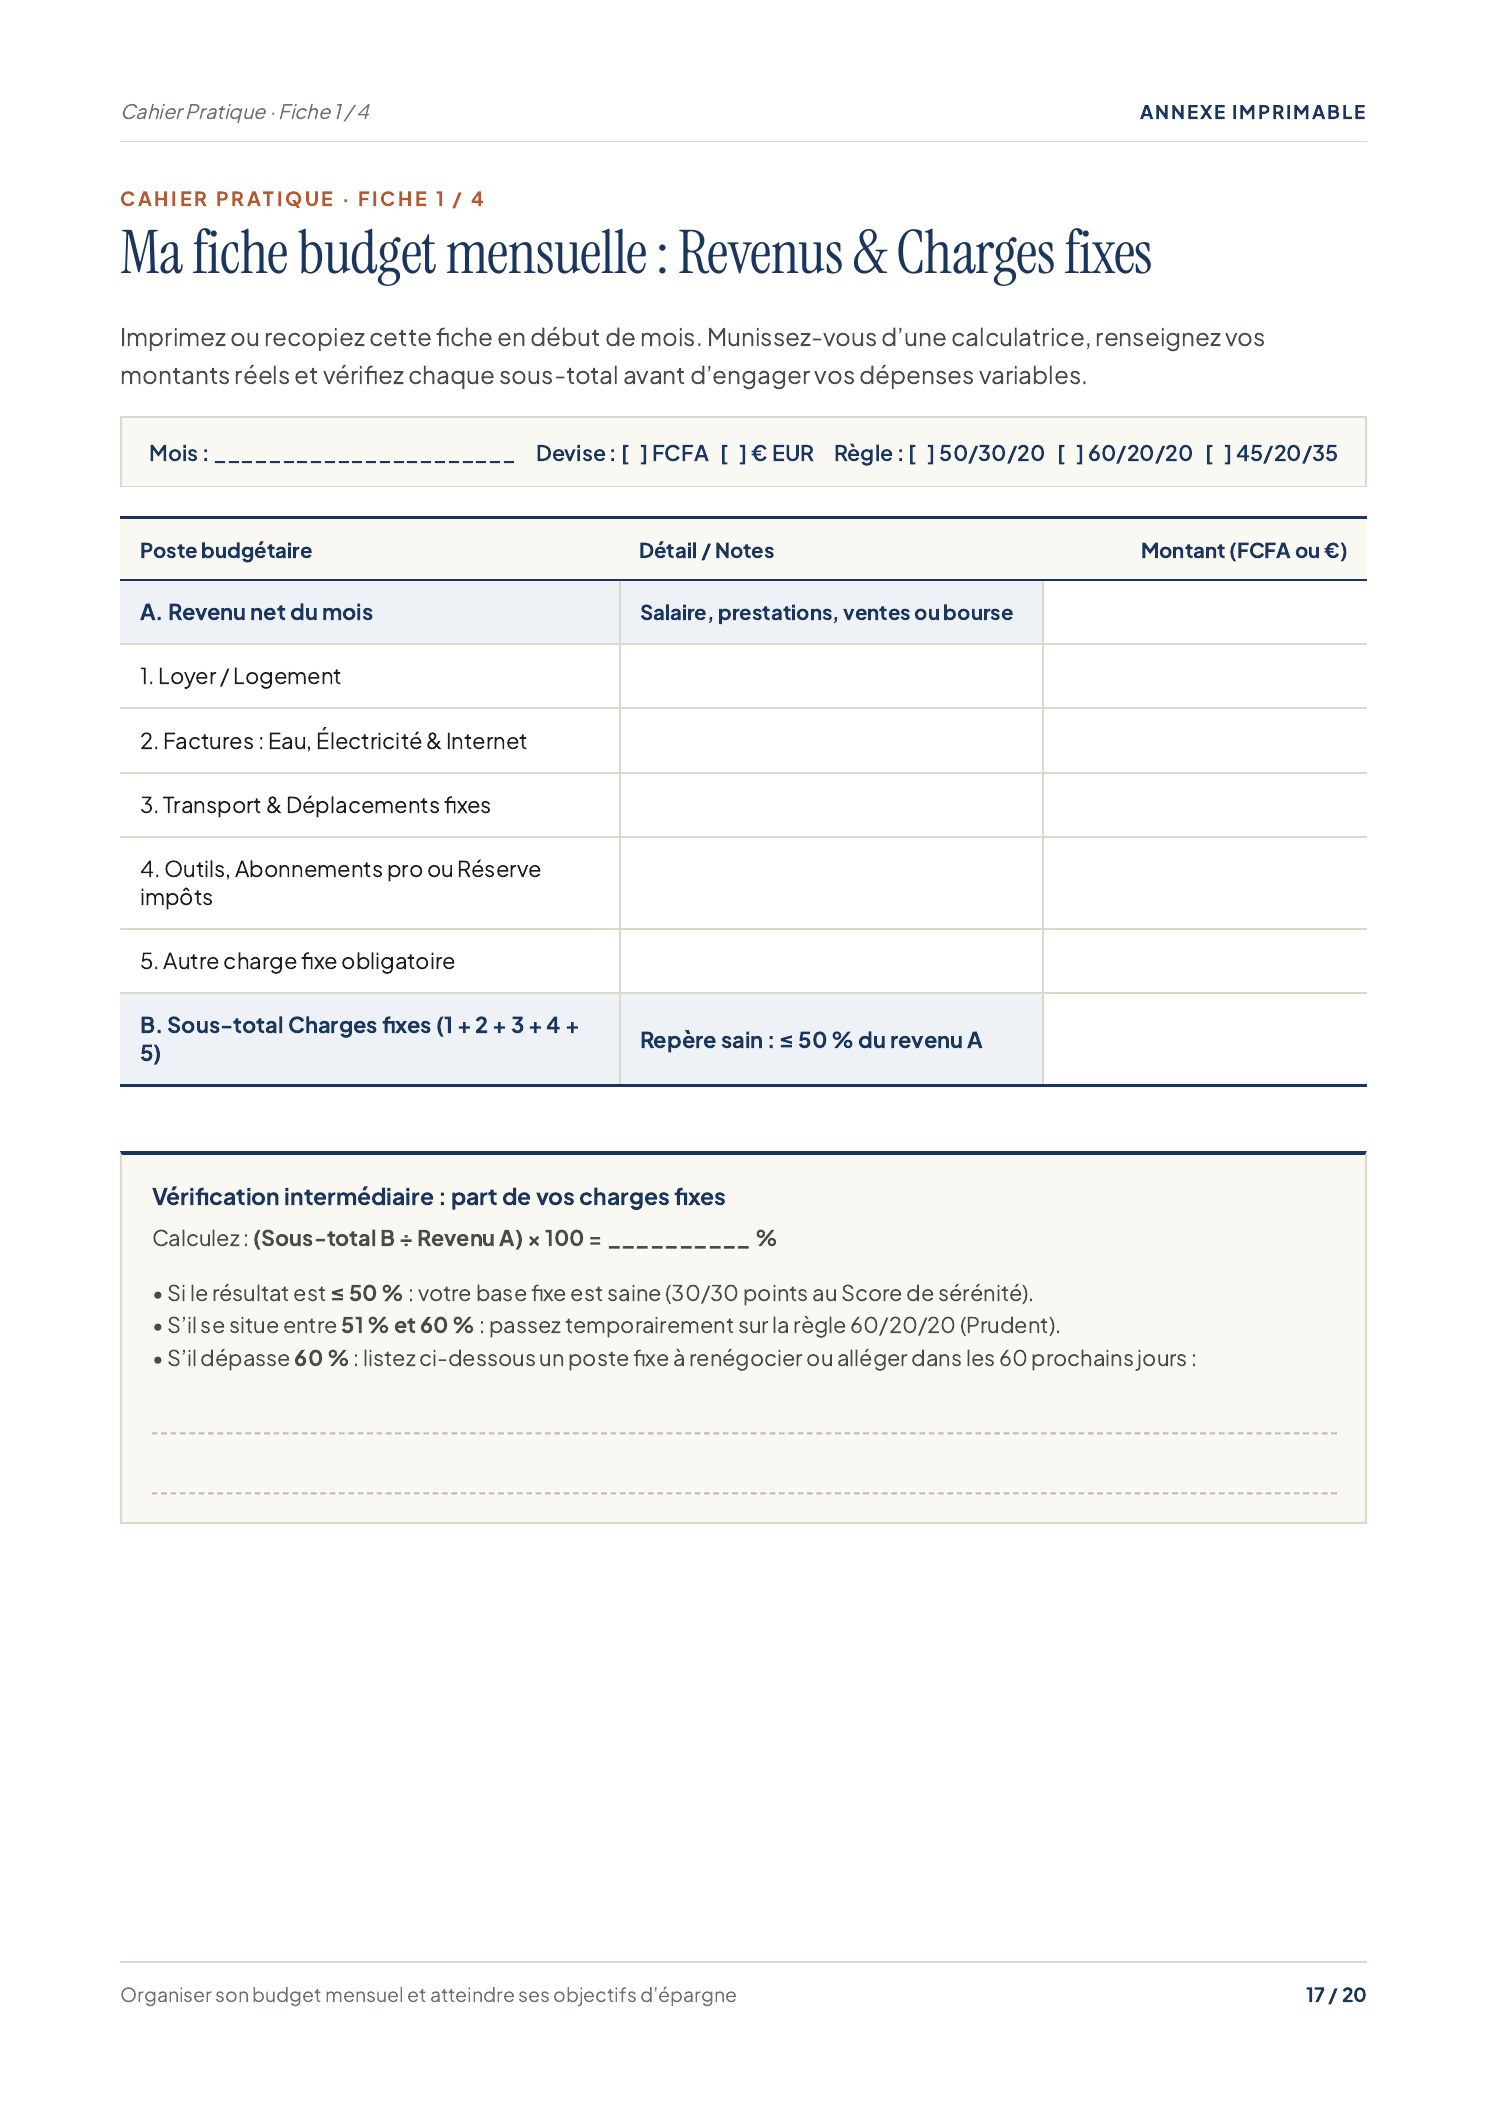 Cahier Pratique · Fiche 1 / 4
ANNEXE IMPRIMABLE
CAHIER PRATIQUE · FICHE 1 / 4
Ma fiche budget mensuelle : Revenus & Charges fixes
Imprimez ou recopiez cette fiche en début de mois. Munissez-vous d’une calculatrice, renseignez vos
montants réels et vérifiez chaque sous-total avant d’engager vos dépenses variables.
Mois : ______________________ Devise : [ ] FCFA [ ] € EUR Règle : [ ] 50/30/20 [ ] 60/20/20 [ ] 45/20/35
Poste budgétaire Détail / Notes Montant (FCFA ou €)
A. Revenu net du mois Salaire, prestations, ventes ou bourse
1. Loyer / Logement
2. Factures : Eau, Électricité & Internet
3. Transport & Déplacements fixes
4. Outils, Abonnements pro ou Réserve
impôts
5. Autre charge fixe obligatoire
B. Sous-total Charges fixes (1 + 2 + 3 + 4 +
5)
Repère sain : ≤ 50 % du revenu A
Vérification intermédiaire : part de vos charges fixes
Calculez : (Sous-total B ÷ Revenu A) × 100 = __________ %
• Si le résultat est ≤ 50 % : votre base fixe est saine (30/30 points au Score de sérénité).
• S’il se situe entre 51 % et 60 % : passez temporairement sur la règle 60/20/20 (Prudent).
• S’il dépasse 60 % : listez ci-dessous un poste fixe à renégocier ou alléger dans les 60 prochains jours :
Organiser son budget mensuel et atteindre ses objectifs d’épargne
17 / 20